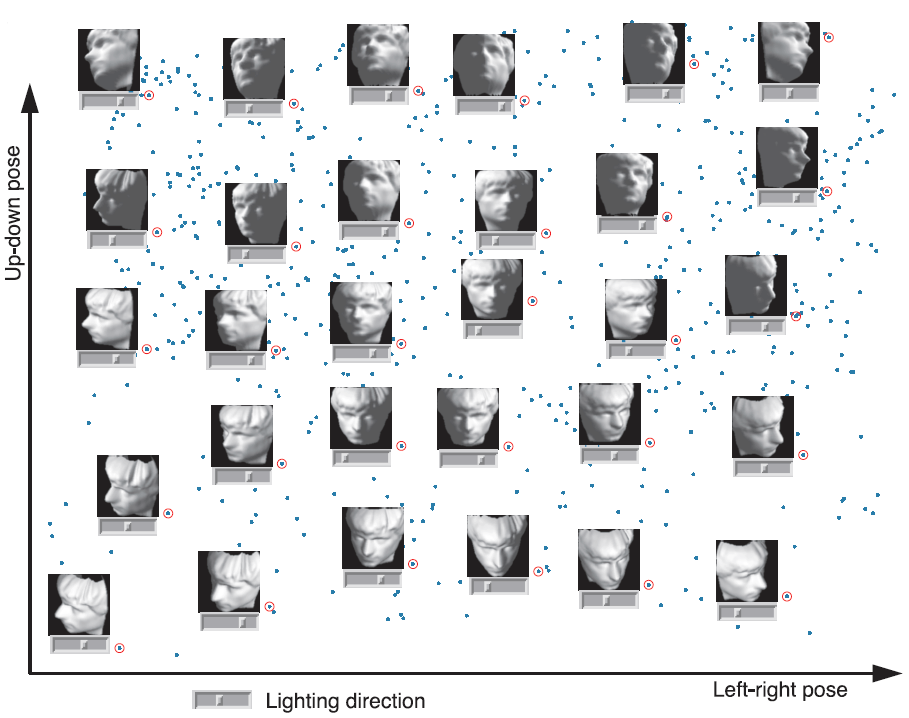 Up-down pose
Left-right pose
Lighting direction